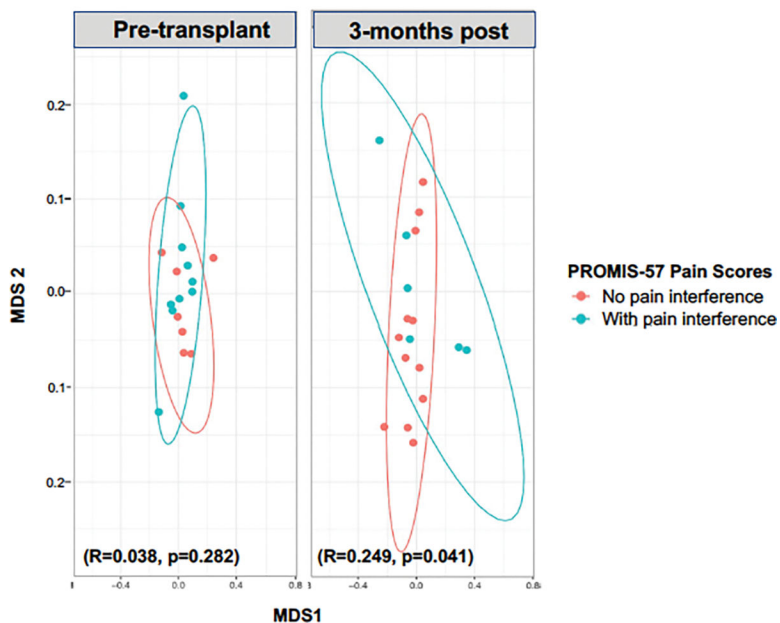 Pre-transplant
3-months post
0.2
0.1
0.0
0.1
0.2
MDS 2
(R=0.038, p=0.282)
(R=0.249, p=0.041)
-0.4 0.0 0.4 0.8
-0.4 0.0 0.4 0.8
MDS1
PROMIS-57 Pain Scores
No pain interference
With pain interference